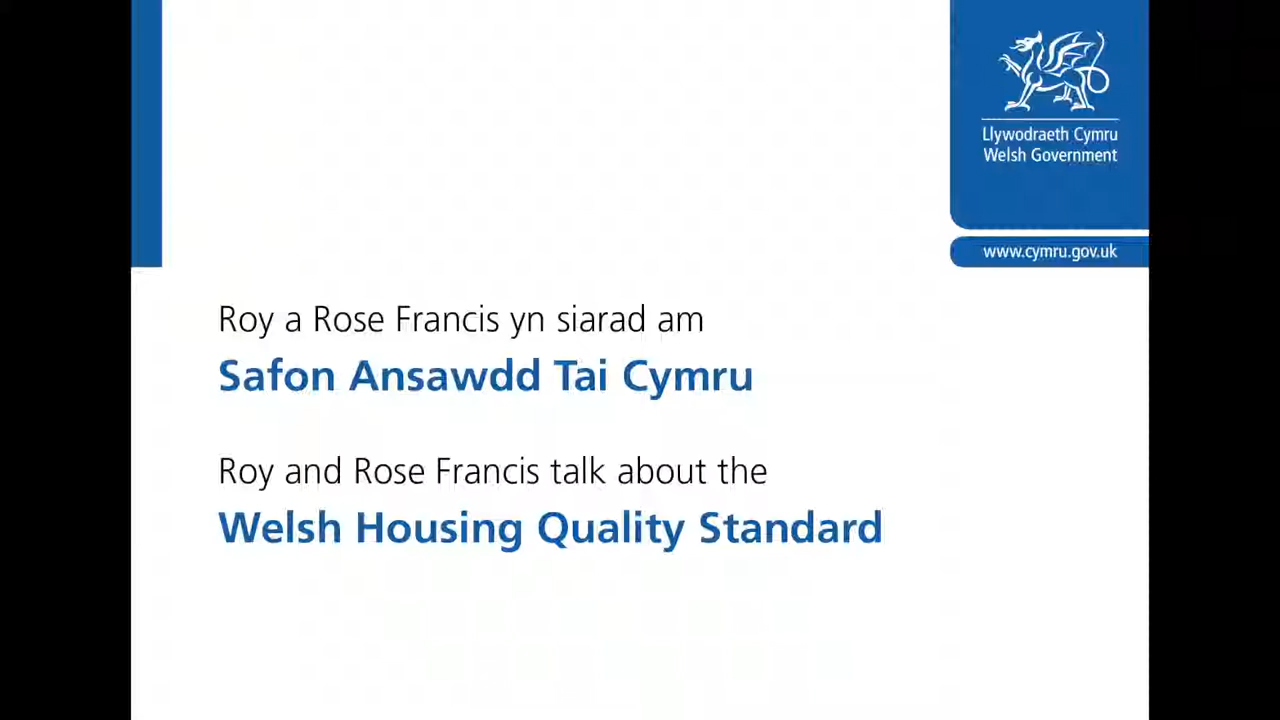 Llywodraeth Cymru
Welsh Government
www.cymru.gov.uk
Roy a Rose Francis yn siarad am
Safon Ansawdd Tai Cymru
Roy and Rose Francis talk about the
Welsh Housing Quality Standard